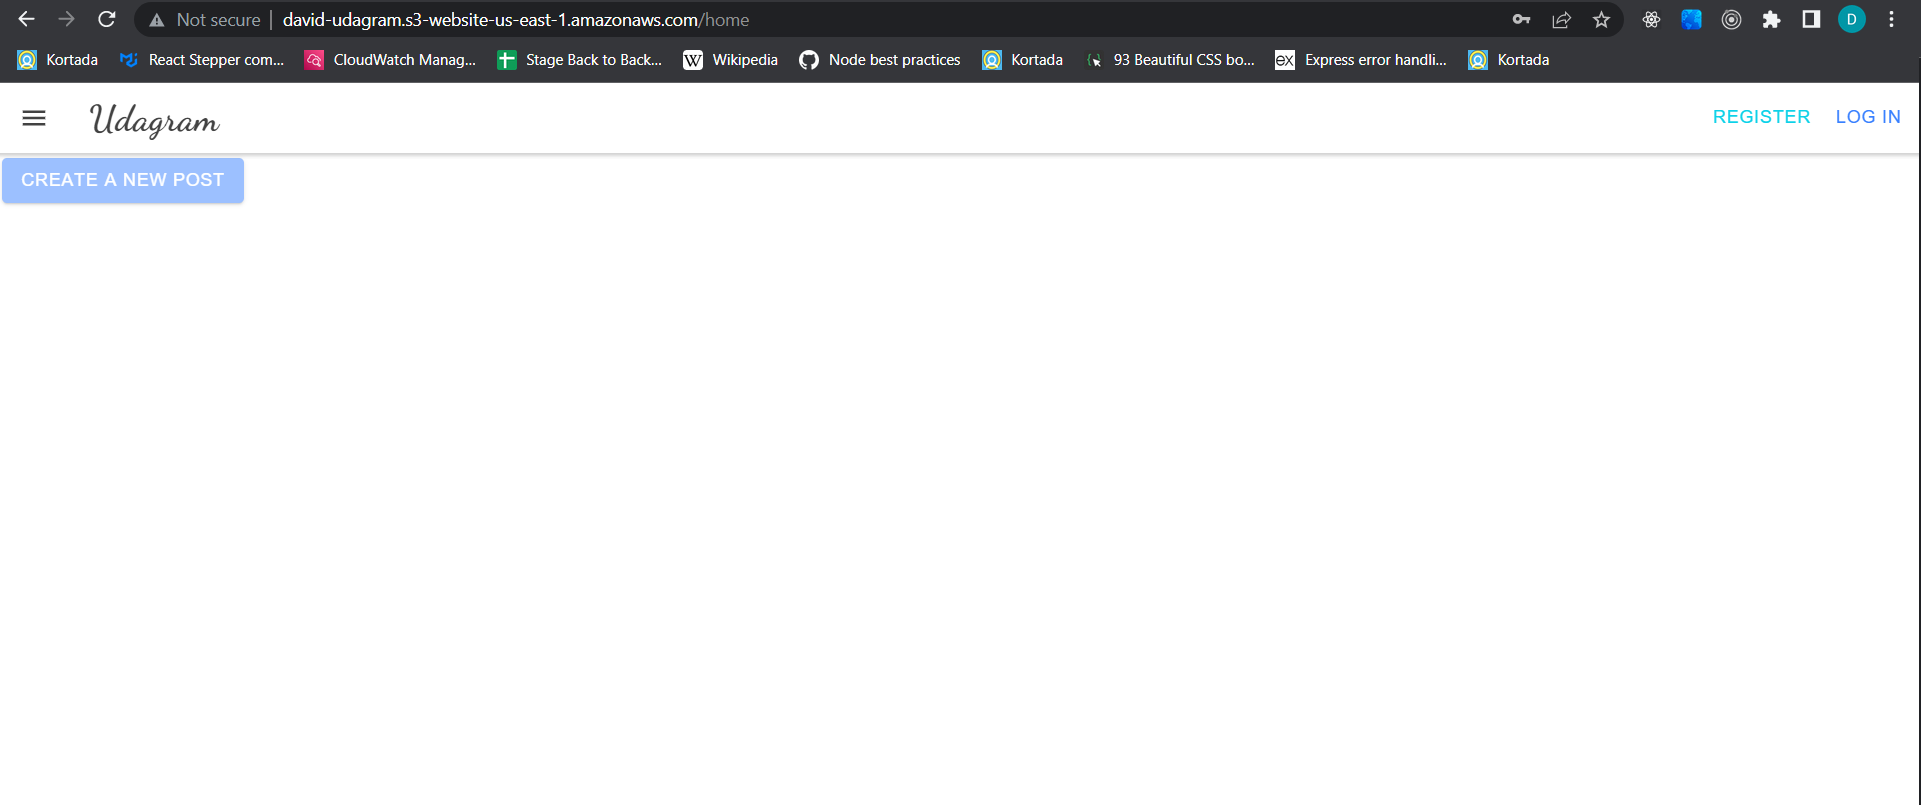 Not secure | david-udagram.s3-website-us-east-1.amazonaws.com/home D
Kortada React Stepper com... CloudWatch Manag... Stage Back to Back... W Wikipedia Node best practices Kortada 93 Beautiful CSS bo... ex Express error handli... Kortada
Udagram REGISTER LOG IN
CREATE A NEW POST